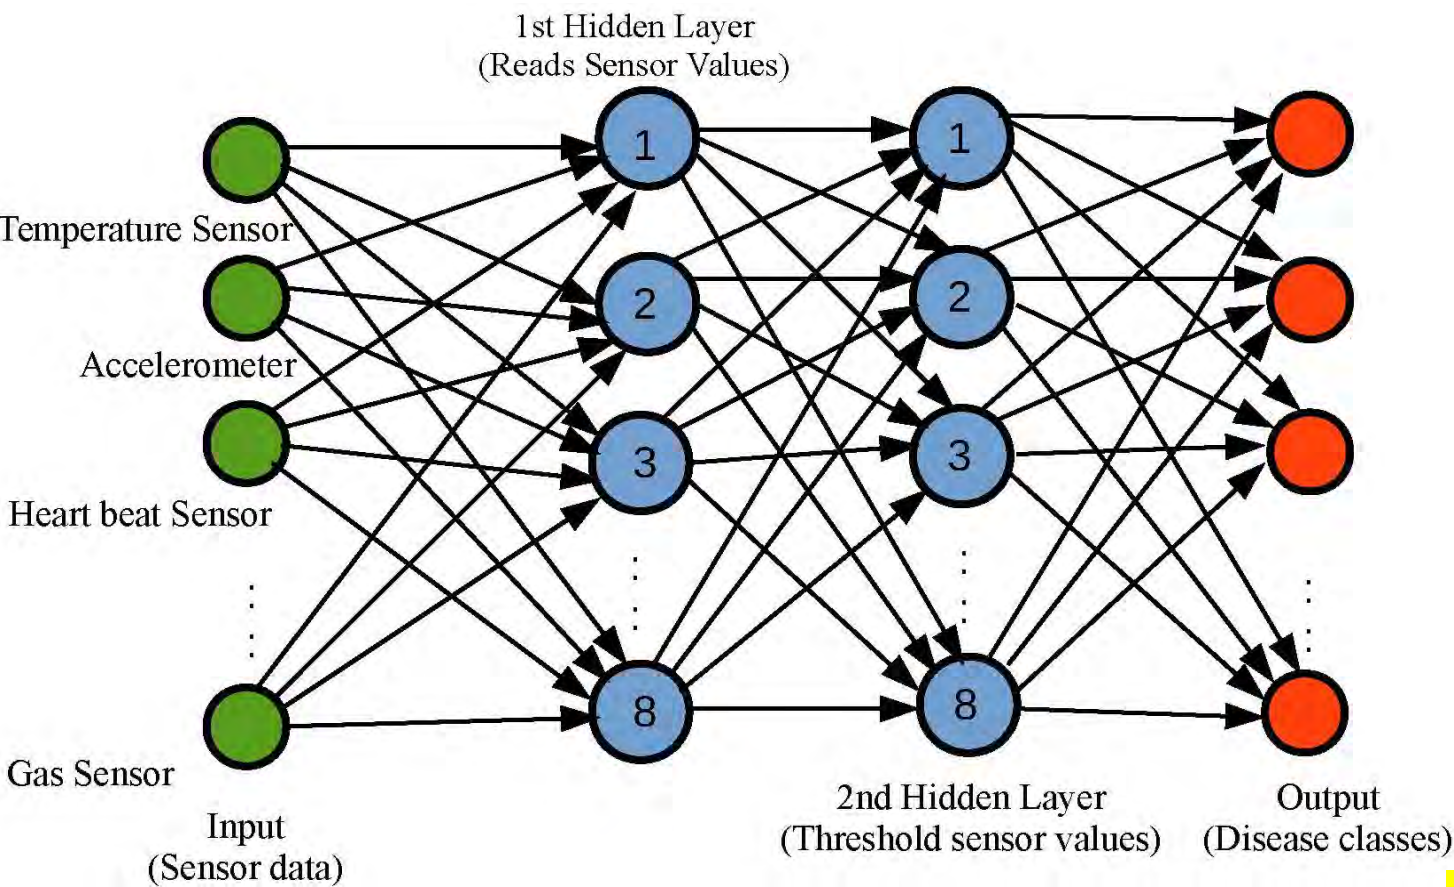 1st Hidden Layer
(Reads Sensor Values)
Temperature Sensor
Accelerometer
Heart beat Sensor
Gas Sensor
Input
(Sensor data)
1
2
3
8
1
2
3
8
2nd Hidden Layer
(Threshold sensor values)
Output
(Disease classes)